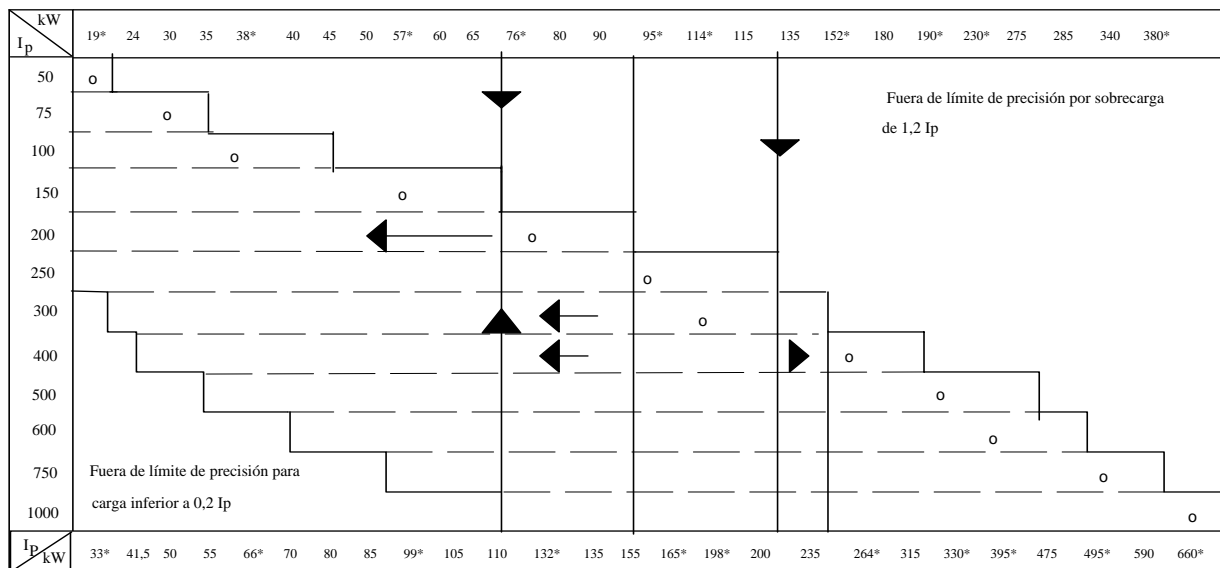 kW
19* 24 30 35 38* 40 45 50 57* 60 65 76* 80 90 95* 114* 115 135 152* 180 190* 230* 275 285 340 380*
Ip
50 o
75 o
Fuera de límite de precisión por sobrecarga
de 1,2 Ip
100 o
150 o
200 o
250 o
300 o
400 o
500 o
600 o
750 o
Fuera de límite de precisión para
carga inferior a 0,2 Ip
1000 o
IP kW
33* 41,5 50 55 66* 70 80 85 99* 105 110 132* 135 155 165* 198* 200 235 264* 315 330* 395* 475 495* 590 660*